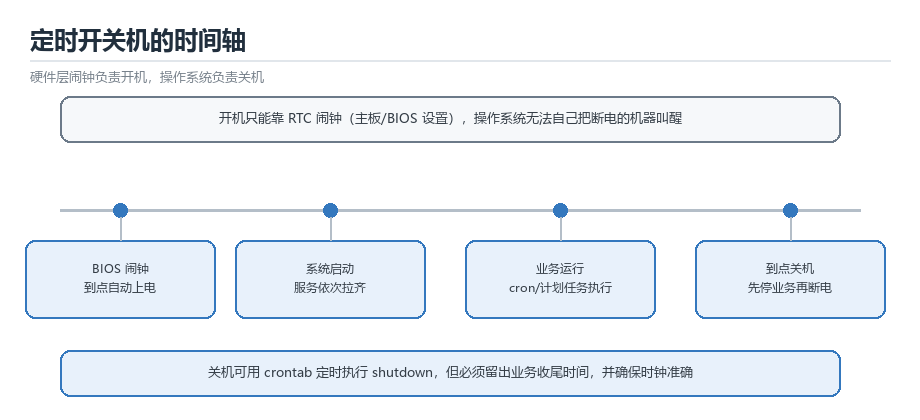 定时开关机的时间轴
硬件层闹钟负责开机，操作系统负责关机
开机只能靠 RTC 闹钟（主板/BIOS 设置），操作系统无法自己把断电的机器叫醒
BIOS 闹钟
到点自动上电
系统启动
服务依次拉齐
业务运行
cron/计划任务执行
到点关机
先停业务再断电
关机可用 crontab 定时执行 shutdown，但必须留出业务收尾时间，并确保时钟准确